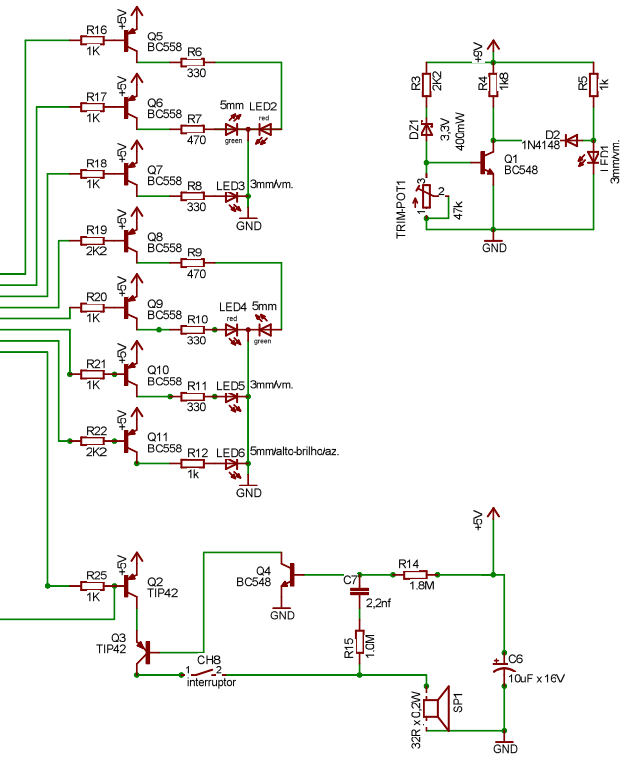 +5V
R16
1K
Q5
BC558
R6
330
+5V
R17
1K
Q6
BC558
R7
470
5mm
green
LED2
red
+5V
R18
1K
Q7
BC558
R8
330
LED3
3mm/vm.
GND
+5V
R19
2K2
Q8
BC558
R9
470
+5V
R20
1K
Q9
BC558
R10
330
LED4
red
5mm
green
+5V
R21
1K
Q10
BC558
R11
330
LED5
3mm/vm.
+5V
R22
2K2
Q11
BC558
R12
1k
LED6
5mm/alto-brilho/az.
GND
+9V
R3
2K2
R4
1k8
R5
1k
DZ1
3,3V
400mW
D2
1N4148
Q1
BC548
LED1
3mm/vm.
TRIM-POT1
3
2
1
47k
GND
+5V
R25
1K
Q2
TIP42
Q3
TIP42
Q4
BC548
GND
C7
2,2nf
R14
1.8M
+5V
R15
1.0M
CH8
1
2
interruptor
C6
+
10uF x 16V
SP1
32R x 0,2W
GND